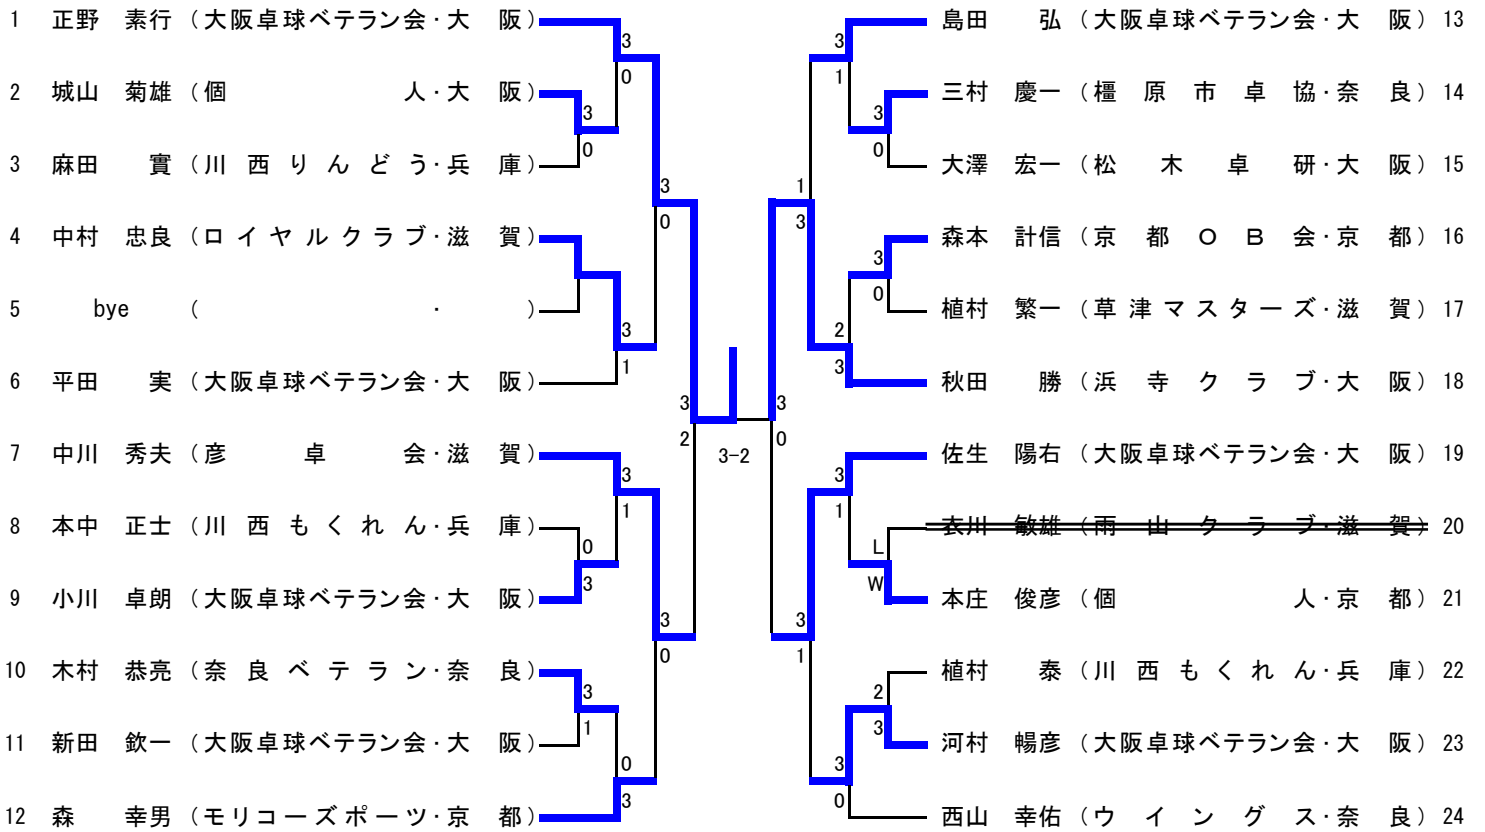 1 正野 素行 (大阪卓球ベテラン会・大 阪) 島田 弘 (大阪卓球ベテラン会・大 阪) 13
3 3
0 1
2 城山 菊雄 (個 人・大 阪) 三村 慶一 (橿 原 市 卓 協・奈 良) 14
3 3
0 0
3 麻田 實 (川 西 り ん ど う・兵 庫) 大澤 宏一 (松 木 卓 研・大 阪) 15
3 1
0 3
4 中村 忠良 (ロ イ ヤ ル ク ラ ブ・滋 賀) 森本 計信 (京 都 Ο Β 会・京 都) 16
3
0
5 bye ( ・ ) 植村 繁一 (草 津 マ ス タ ー ズ・滋 賀) 17
3 2
1 3
6 平田 実 (大阪卓球ベテラン会・大 阪) 秋田 勝 (浜 寺 ク ラ ブ・大 阪) 18
3 3
2 0
3-2
7 中川 秀夫 (彦 卓 会・滋 賀) 佐生 陽右 (大阪卓球ベテラン会・大 阪) 19
3 3
1 1
8 本中 正士 (川 西 も く れ ん・兵 庫) 衣川 敏雄 (雨 山 ク ラ ブ・滋 賀) 20
0 L
3 W
9 小川 卓朗 (大阪卓球ベテラン会・大 阪) 本庄 俊彦 (個 人・京 都) 21
3 3
0 1
10 木村 恭亮 (奈 良 ベ テ ラ ン・奈 良) 植村 泰 (川 西 も く れ ん・兵 庫) 22
3 2
1 3
11 新田 欽一 (大阪卓球ベテラン会・大 阪) 河村 暢彦 (大阪卓球ベテラン会・大 阪) 23
0 3
3 0
12 森 幸男 (モリコーズポーツ・京 都) 西山 幸佑 (ウ イ ン グ ス・奈 良) 24